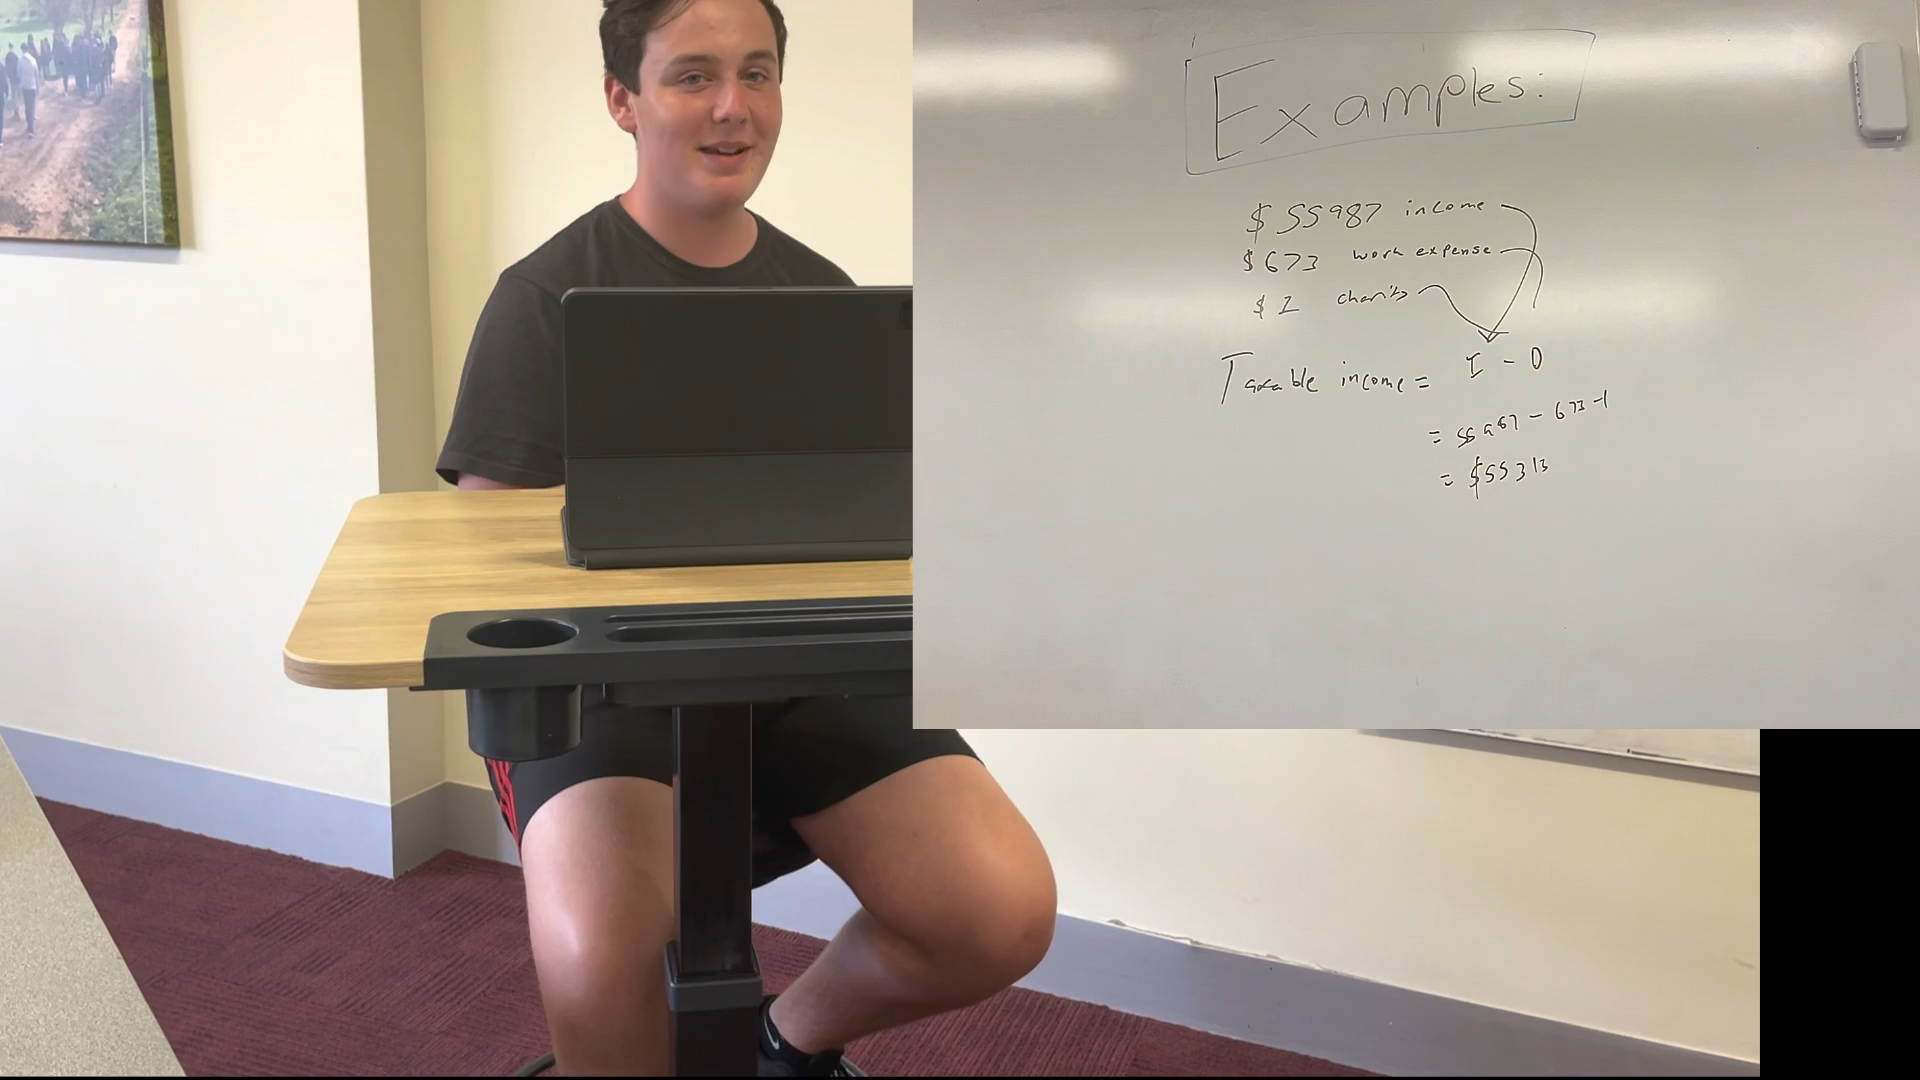 Examples:
$ 55987 income
$ 673 work expense
$ 1 charity
Taxable income = I - D
= 55987 - 673 - 1
= $55313